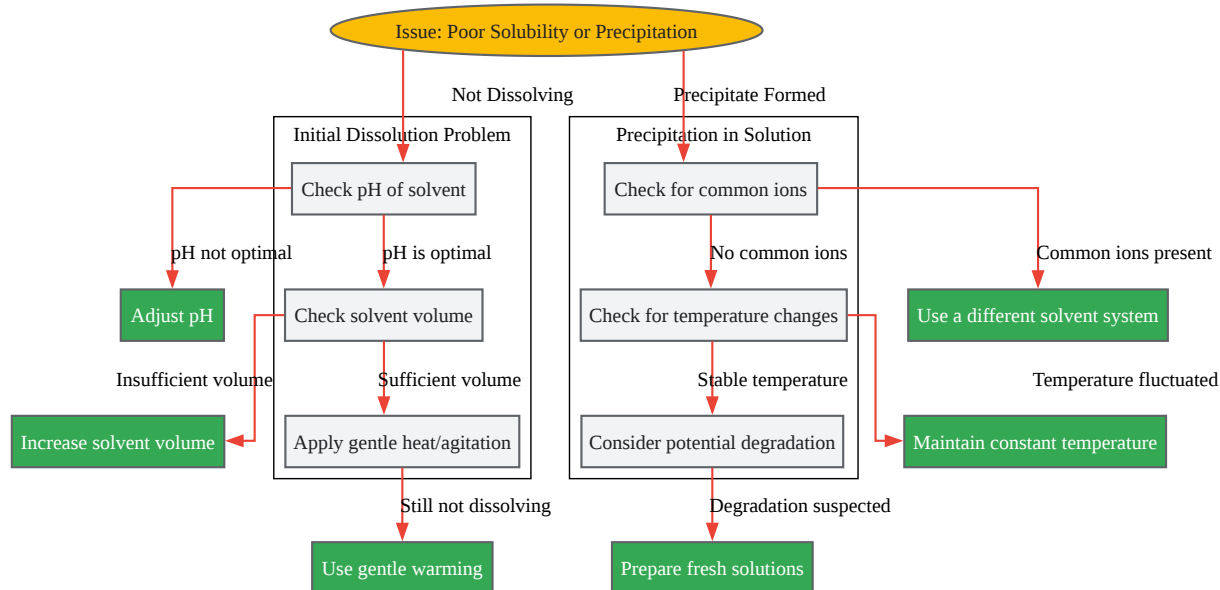 Issue: Poor Solubility or Precipitation
Not Dissolving
Precipitate Formed
Initial Dissolution Problem
Precipitation in Solution
Check pH of solvent
Check for common ions
pH not optimal
pH is optimal
No common ions
Common ions present
Adjust pH
Check solvent volume
Check for temperature changes
Use a different solvent system
Insufficient volume
Sufficient volume
Stable temperature
Temperature fluctuated
Increase solvent volume
Apply gentle heat/agitation
Consider potential degradation
Maintain constant temperature
Still not dissolving
Degradation suspected
Use gentle warming
Prepare fresh solutions